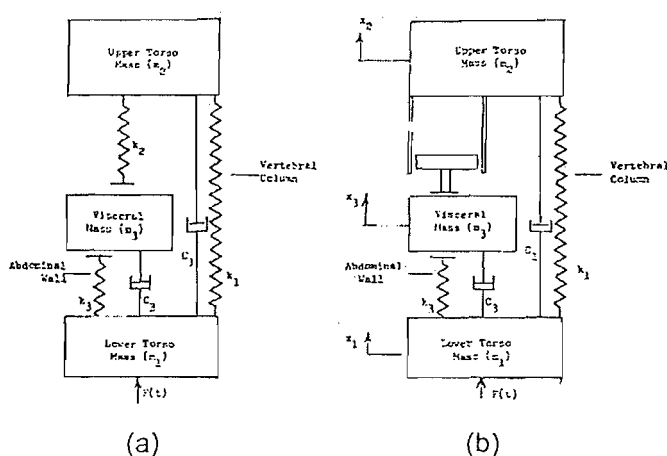 Upper Torso
Mass (m2)
k2
Vertebral
Column
Visceral
Mass (m3)
Abdominal
Wall
C1
k1
k3
C3
Lower Torso
Mass (m1)
F(t)
(a)
x2
Upper Torso
Mass (m2)
Vertebral
Column
x3
Visceral
Mass (m3)
Abdominal
Wall
k1
k3
C3
x1
Lower Torso
Mass (m1)
F(t)
(b)